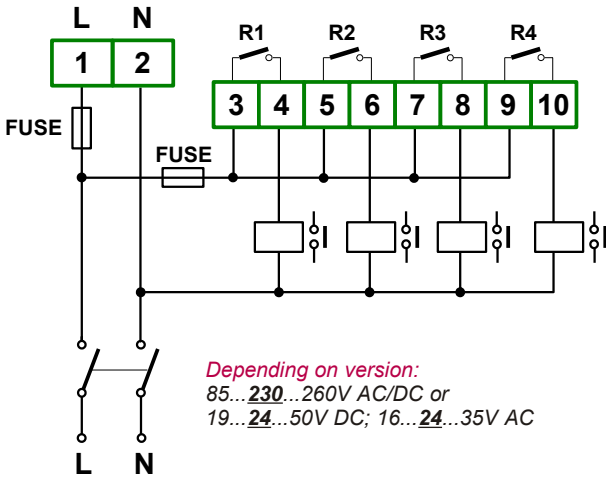 L N
R1 R2 R3 R4
1 2
3 4 5 6 7 8 9 10
FUSE
FUSE
I I I I
Depending on version:
85...230...260V AC/DC or
19...24...50V DC; 16...24...35V AC
L N